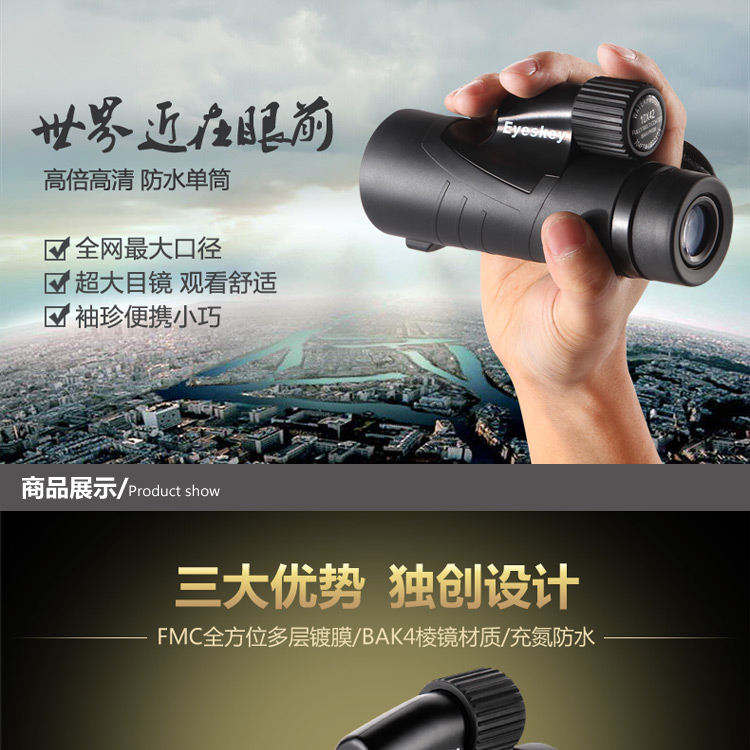 世界近在眼前
高倍高清 防水单筒
全网最大口径
超大目镜 观看舒适
袖珍便携小巧
Eyeskey
WATERPROOF
10X42
商品展示/Product show
三大优势 独创设计
FMC全方位多层镀膜/BAK4棱镜材质/充氮防水